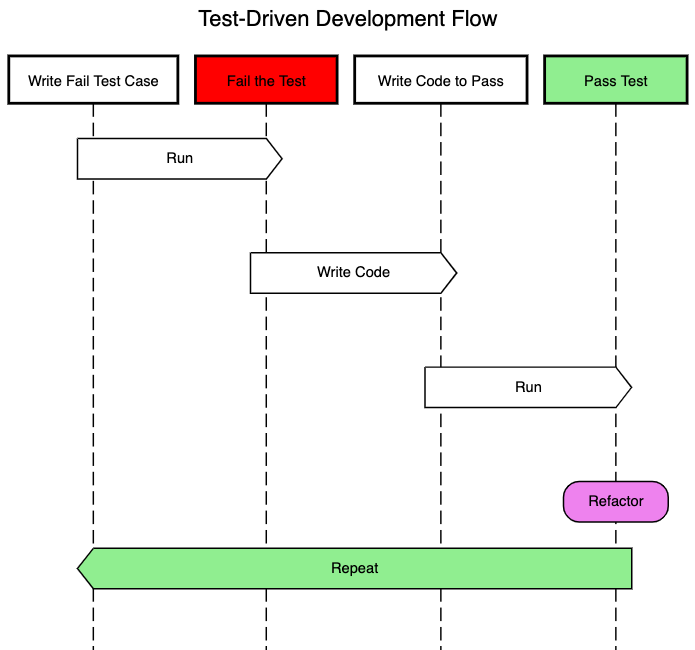 Test-Driven Development Flow
Write Fail Test Case
Fail the Test
Write Code to Pass
Pass Test
Run
Write Code
Run
Refactor
Repeat